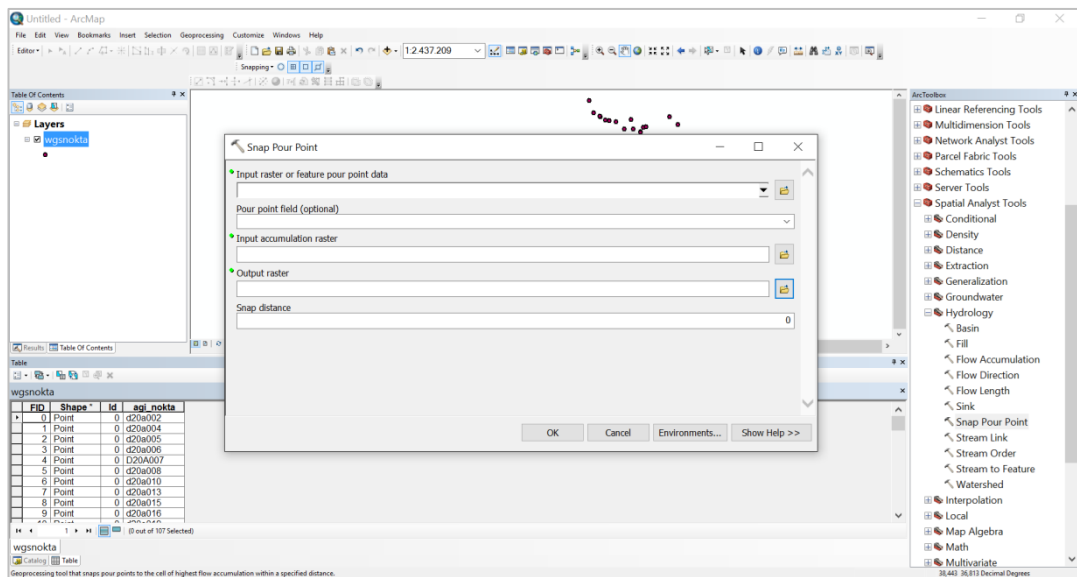 Untitled - ArcMap
File Edit View Bookmarks Insert Selection Geoprocessing Customize Windows Help
Editor
1:2.437.209
Snapping
Table Of Contents
Layers
wgsnokta
Results Table Of Contents
Snap Pour Point
Input raster or feature pour point data
Pour point field (optional)
Input accumulation raster
Output raster
Snap distance
0
OK Cancel Environments... Show Help >>
ArcToolbox
Linear Referencing Tools
Multidimension Tools
Network Analyst Tools
Parcel Fabric Tools
Schematics Tools
Server Tools
Spatial Analyst Tools
Conditional
Density
Distance
Extraction
Generalization
Groundwater
Hydrology
Basin
Fill
Flow Accumulation
Flow Direction
Flow Length
Sink
Snap Pour Point
Stream Link
Stream Order
Stream to Feature
Watershed
Interpolation
Local
Map Algebra
Math
Multivariate
Table
wgsnokta
FID Shape * Id agi_nokta
0 Point 0 d20a002
1 Point 0 d20a004
2 Point 0 d20a005
3 Point 0 d20a006
4 Point 0 D20A007
5 Point 0 d20a008
6 Point 0 d20a010
7 Point 0 d20a013
8 Point 0 d20a015
9 Point 0 d20a016
1 (0 out of 107 Selected)
wgsnokta
Catalog Table
Geoprocessing tool that snaps pour points to the cell of highest flow accumulation within a specified distance.
38,443 36,813 Decimal Degrees